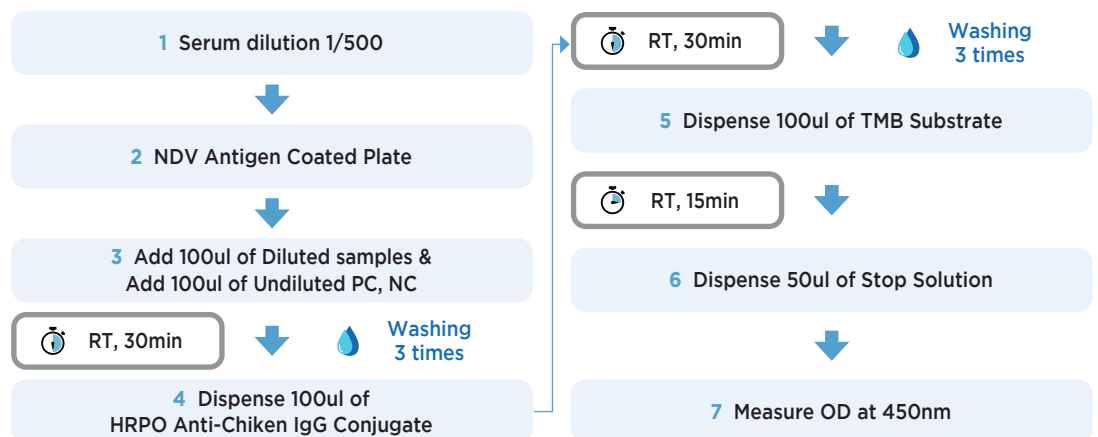 1 Serum dilution 1/500
2 NDV Antigen Coated Plate
3 Add 100ul of Diluted samples &
Add 100ul of Undiluted PC, NC
RT, 30min
Washing
3 times
4 Dispense 100ul of
HRPO Anti-Chiken IgG Conjugate
RT, 30min
Washing
3 times
5 Dispense 100ul of TMB Substrate
RT, 15min
6 Dispense 50ul of Stop Solution
7 Measure OD at 450nm